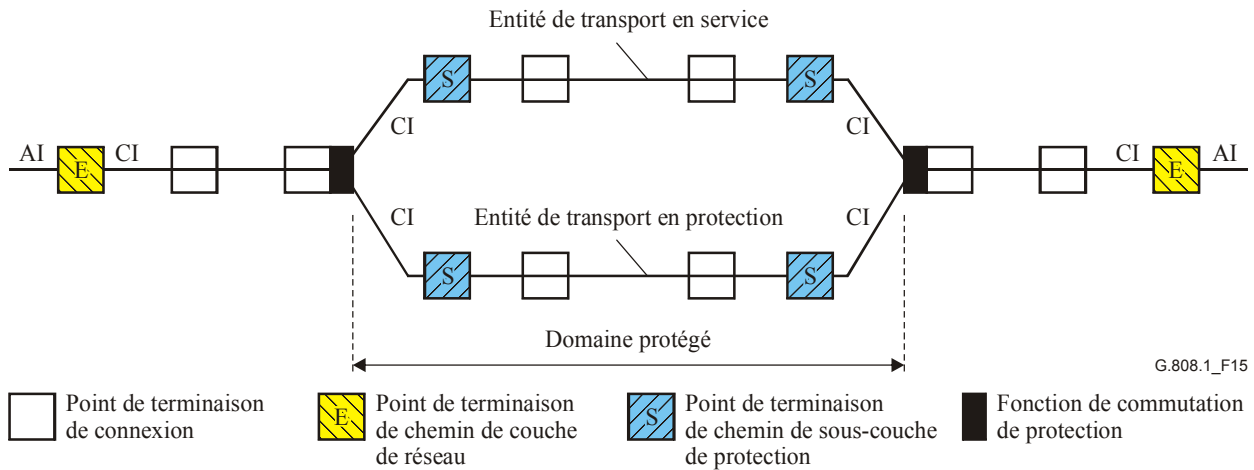 Entité de transport en service
S
S
CI
CI
AI
E
CI
CI
E
AI
CI
Entité de transport en protection
CI
S
S
Domaine protégé
G.808.1_F15
Point de terminaison
de connexion
E
Point de terminaison
de chemin de couche
de réseau
S
Point de terminaison
de chemin de sous-couche
de protection
Fonction de commutation
de protection